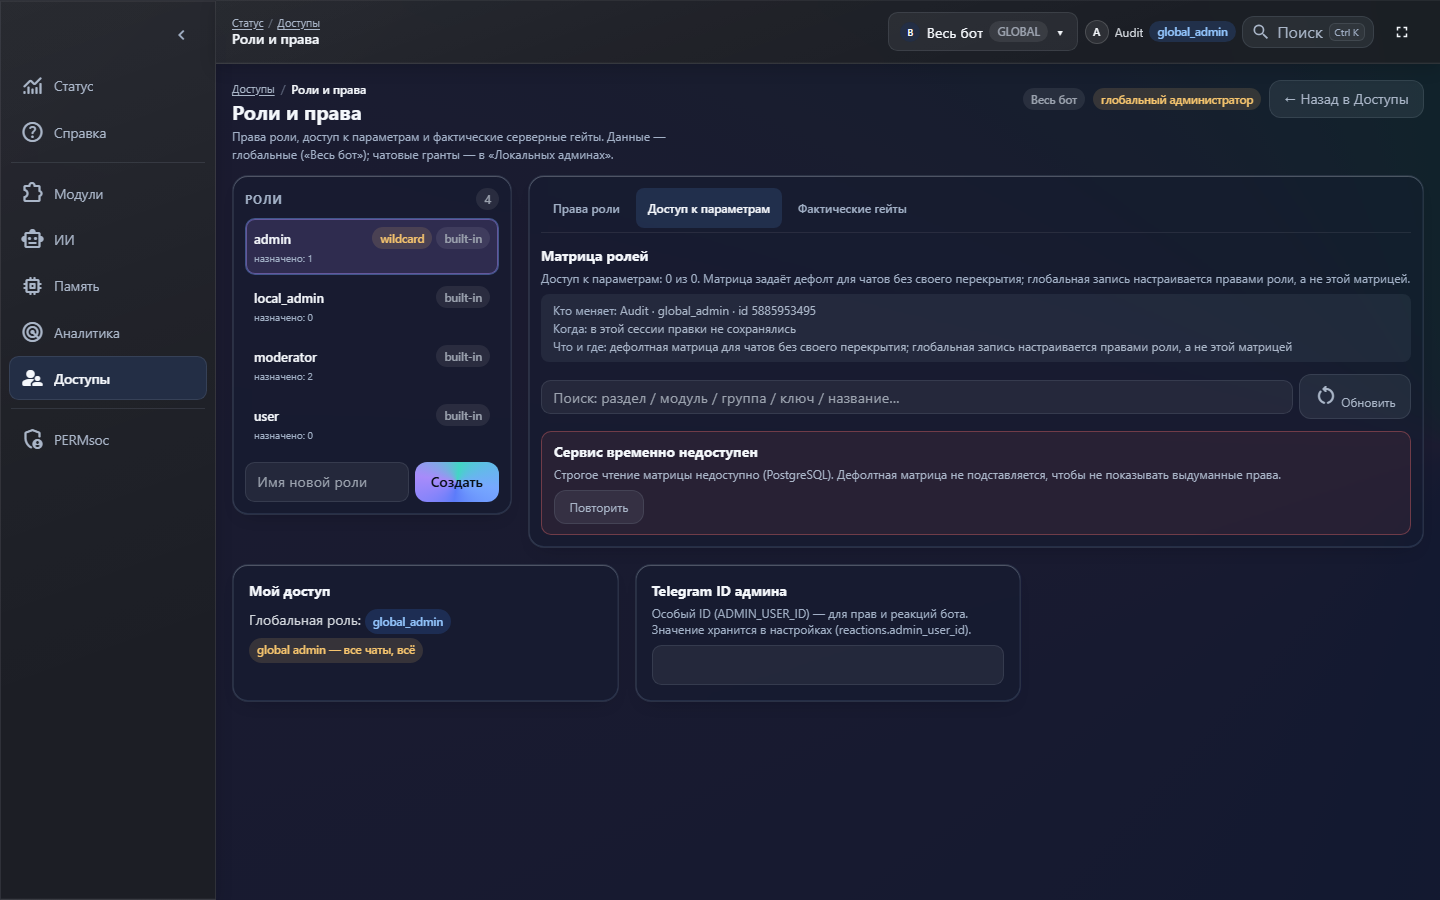 Статус / Доступы
Роли и права
В Весь бот GLOBAL ▾
A Audit global_admin
Поиск Ctrl K
Статус
Справка
Модули
ИИ
Память
Аналитика
Доступы
PERMsoc
Доступы / Роли и права
Роли и права
Права роли, доступ к параметрам и фактические серверные гейты. Данные —
глобальные («Весь бот»); чатовые гранты — в «Локальных админах».
Весь бот глобальный администратор ← Назад в Доступы
РОЛИ 4
admin wildcard built-in
назначено: 1
local_admin built-in
назначено: 0
moderator built-in
назначено: 2
user built-in
назначено: 0
Имя новой роли Создать
Права роли Доступ к параметрам Фактические гейты
Матрица ролей
Доступ к параметрам: 0 из 0. Матрица задаёт дефолт для чатов без своего перекрытия; глобальная запись настраивается правами роли, а не этой матрицей.
Кто меняет: Audit · global_admin · id 5885953495
Когда: в этой сессии правки не сохранялись
Что и где: дефолтная матрица для чатов без своего перекрытия; глобальная запись настраивается правами роли, а не этой матрицей
Поиск: раздел / модуль / группа / ключ / название... Обновить
Сервис временно недоступен
Строгое чтение матрицы недоступно (PostgreSQL). Дефолтная матрица не подставляется, чтобы не показывать выдуманные права.
Повторить
Мой доступ
Глобальная роль: global_admin
global admin — все чаты, всё
Telegram ID админа
Особый ID (ADMIN_USER_ID) — для прав и реакций бота.
Значение хранится в настройках (reactions.admin_user_id).